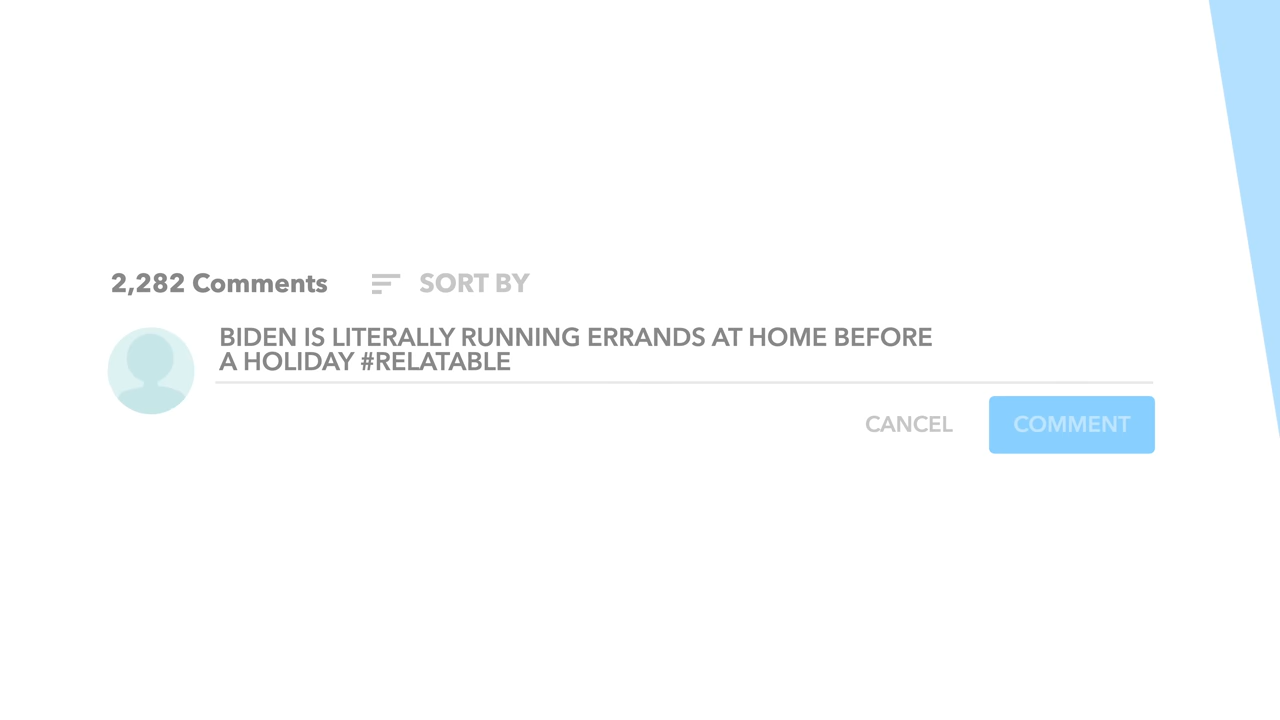 2,282 Comments SORT BY
BIDEN IS LITERALLY RUNNING ERRANDS AT HOME BEFORE
A HOLIDAY #RELATABLE
CANCEL COMMENT